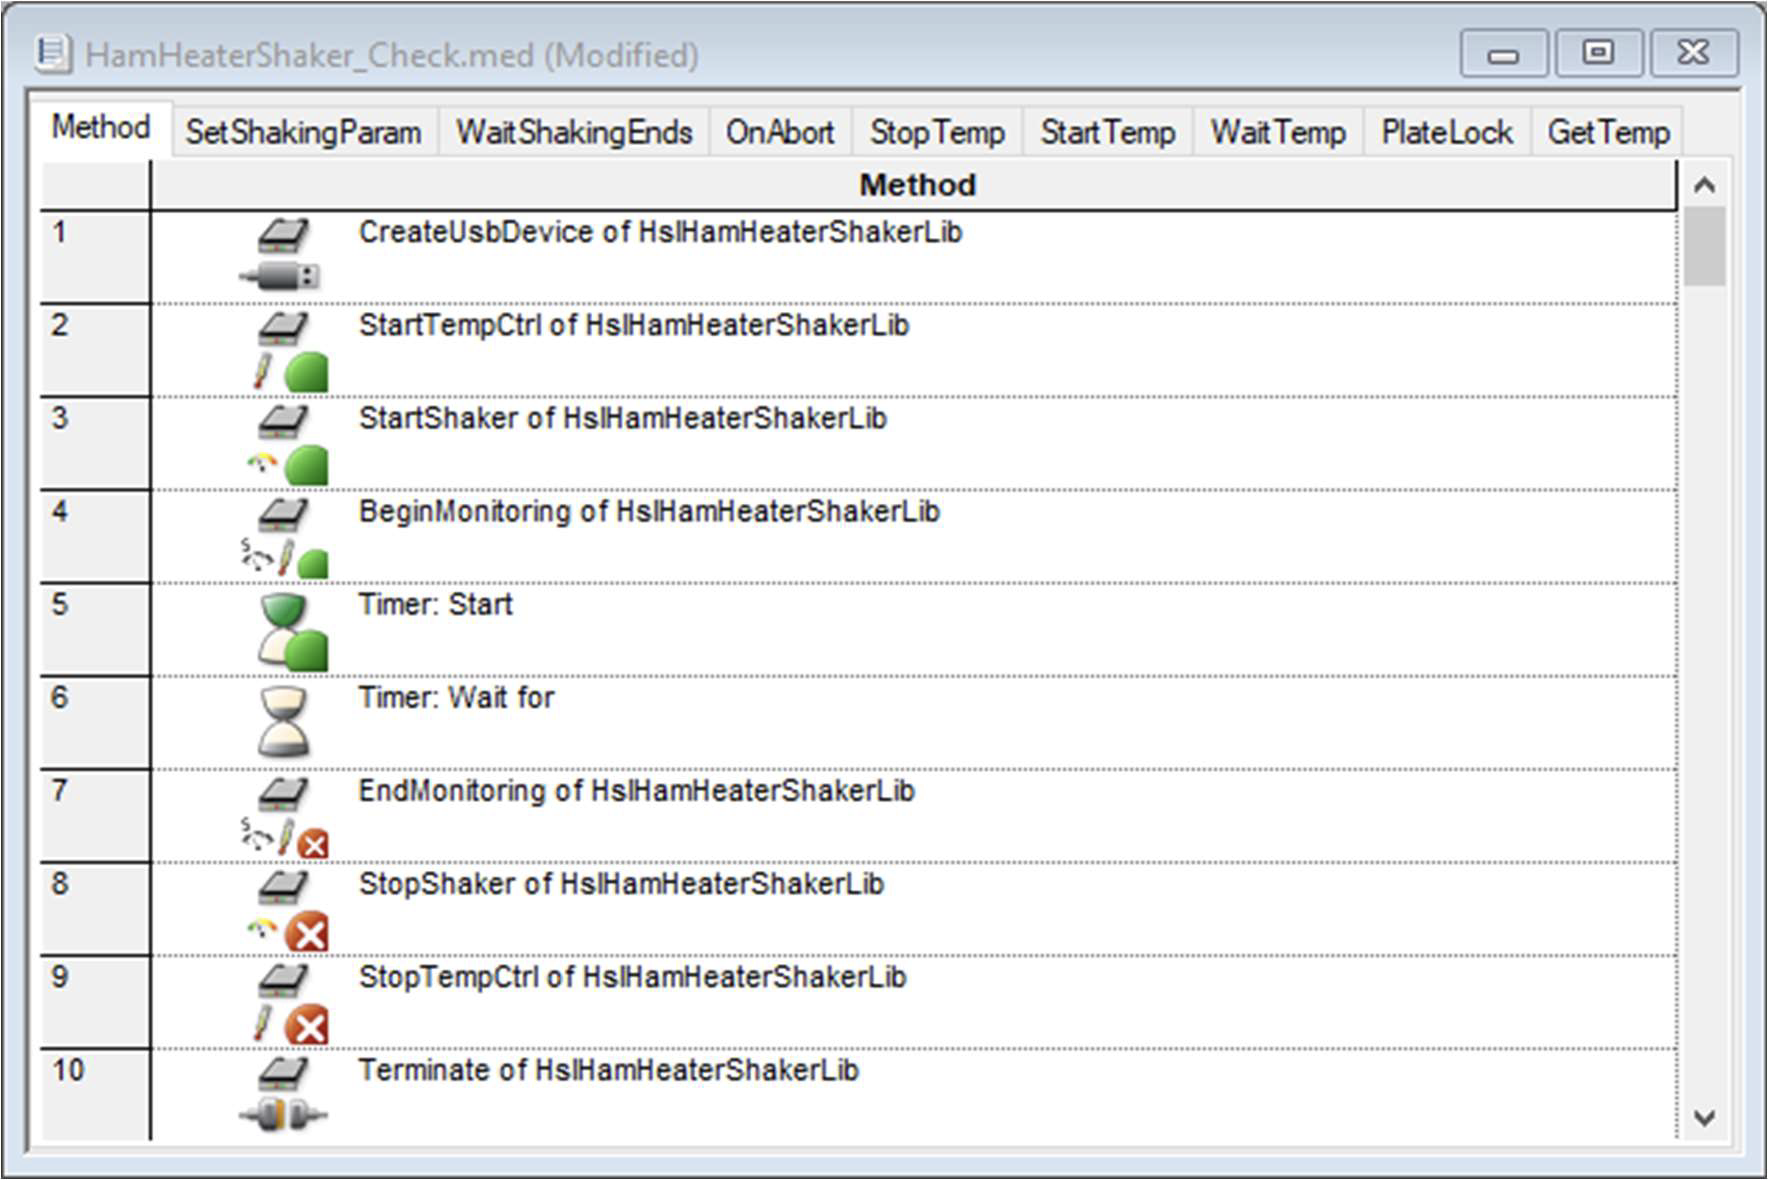 HamHeaterShaker_Check.med (Modified)
Method SetShakingParam WaitShakingEnds OnAbort StopTemp StartTemp WaitTemp PlateLock GetTemp
Method
1 CreateUsbDevice of HslHamHeaterShakerLib
2 StartTempCtrl of HslHamHeaterShakerLib
3 StartShaker of HslHamHeaterShakerLib
4 BeginMonitoring of HslHamHeaterShakerLib
5 Timer: Start
6 Timer: Wait for
7 EndMonitoring of HslHamHeaterShakerLib
8 StopShaker of HslHamHeaterShakerLib
9 StopTempCtrl of HslHamHeaterShakerLib
10 Terminate of HslHamHeaterShakerLib